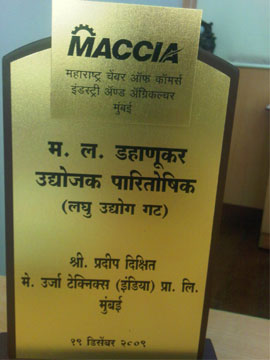 MACCIA
महाराष्ट्र चेंबर ऑफ कॉमर्स
इंडस्ट्री अॅण्ड अॅग्रिकल्चर
मुंबई
म. ल. डहाणूकर
उद्योजक पारितोषिक
(लघु उद्योग गट)
श्री. प्रदीप दिक्षित
मे. उर्जा टेक्निक्स (इंडिया) प्रा. लि.
मुंबई
१९ डिसेंबर २००९